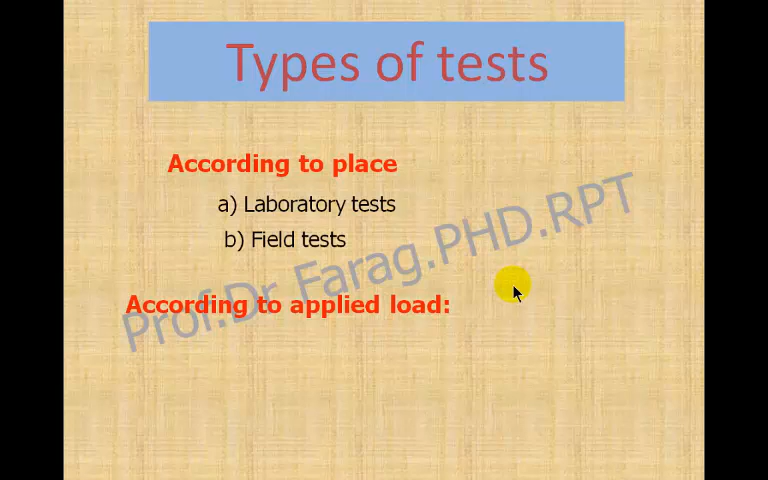 Types of tests
According to place
a) Laboratory tests
b) Field tests
According to applied load:
Prof.Dr Farag.PHD.RPT